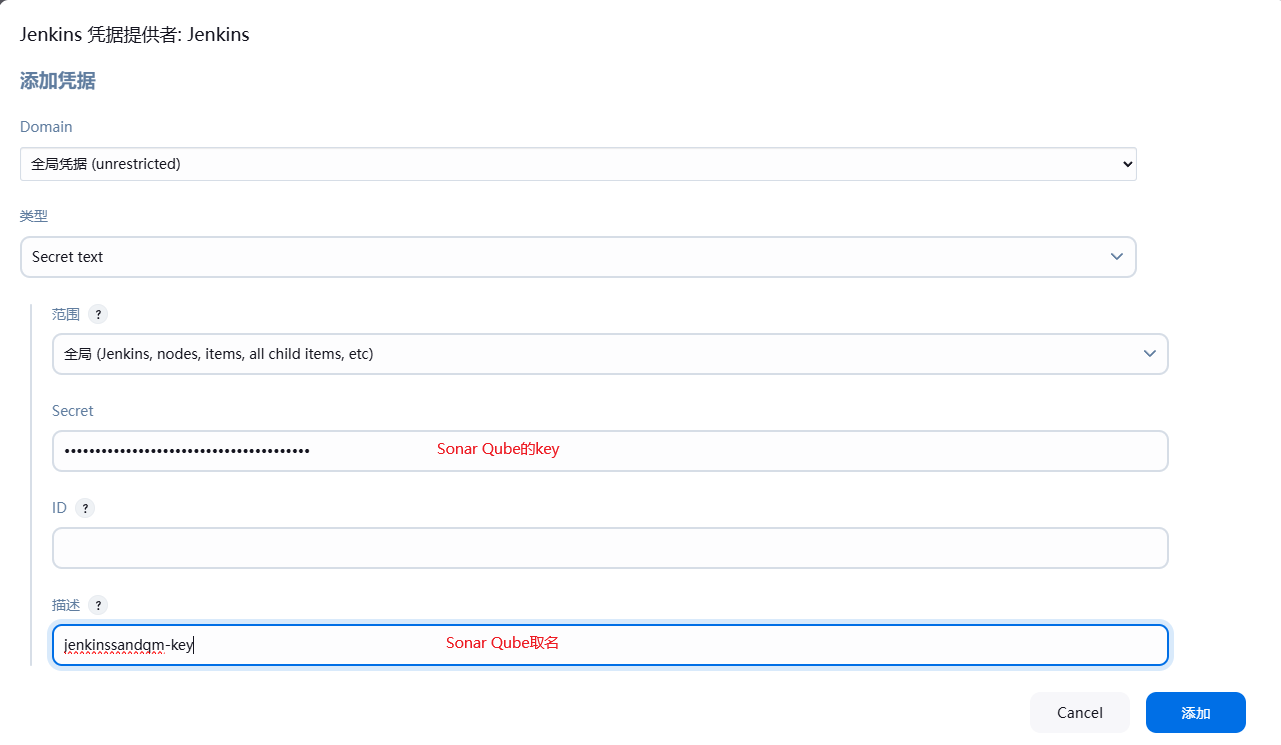 Jenkins 凭据提供者: Jenkins
添加凭据
Domain
全局凭据 (unrestricted)
类型
Secret text
范围 ?
全局 (Jenkins, nodes, items, all child items, etc)
Secret
•••••••••••••••••••••••••••••••••••••••• Sonar Qube的key
ID ?
描述 ?
jenkinssandqm-key Sonar Qube取名
Cancel 添加